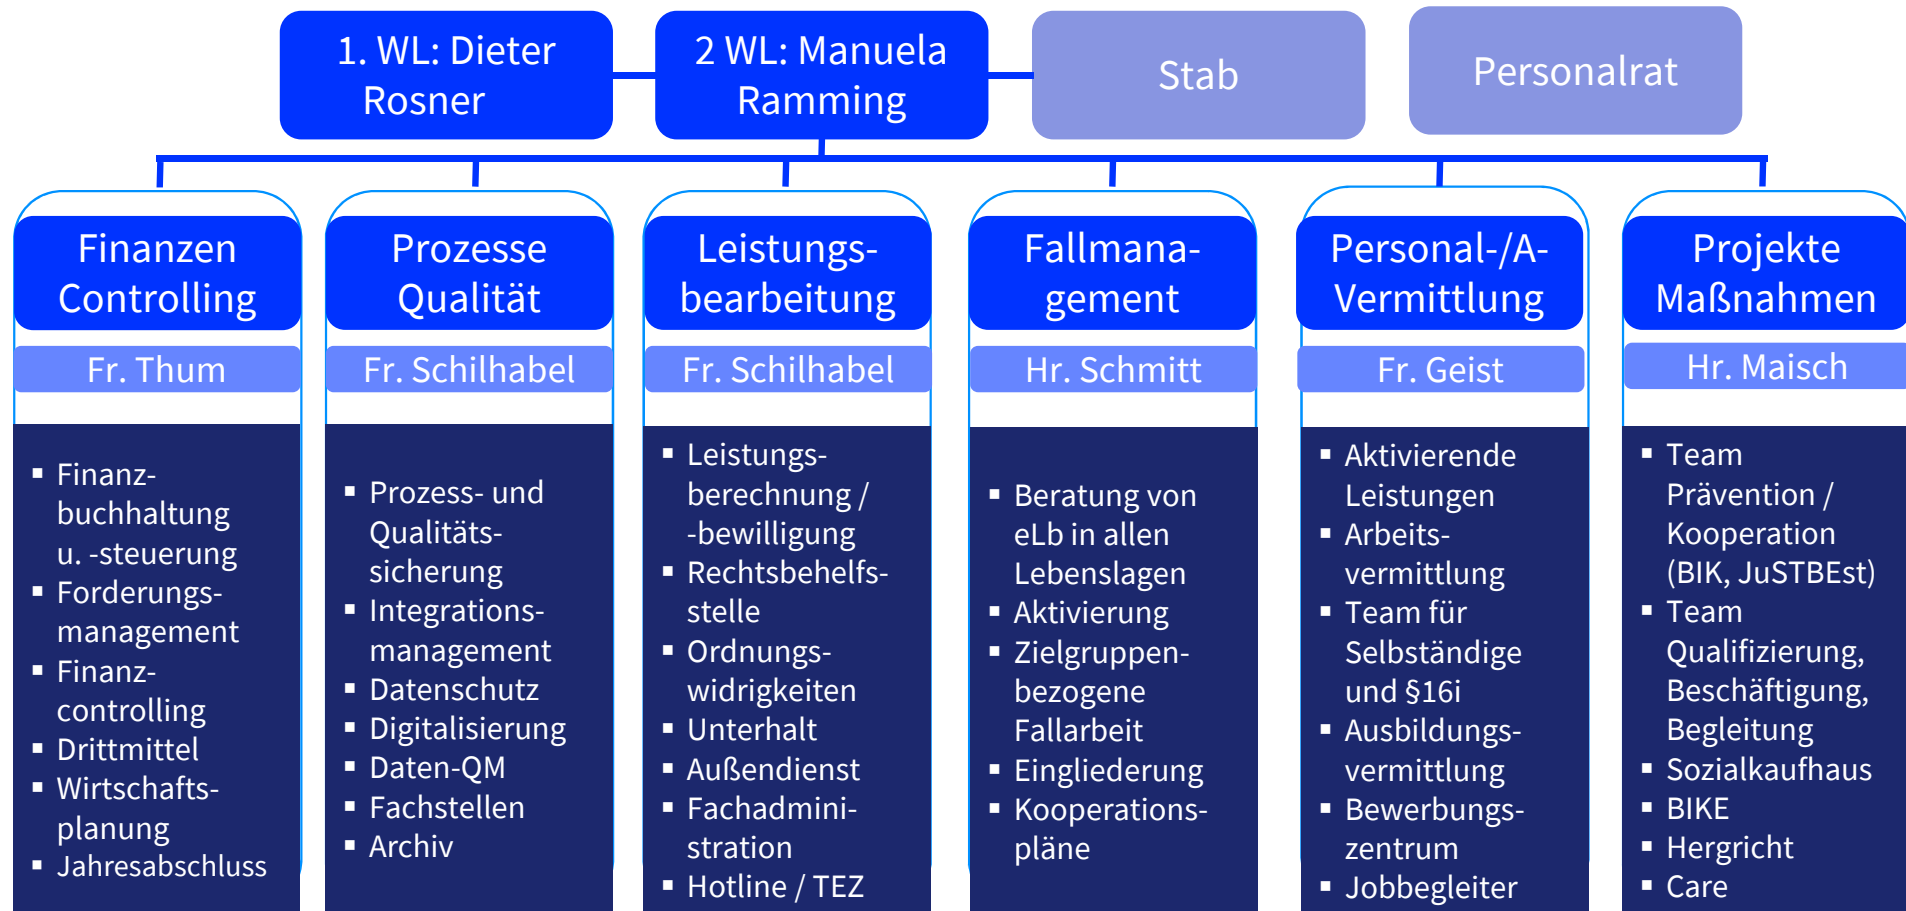 1. WL: Dieter
Rosner
2 WL: Manuela
Ramming
Stab
Personalrat
Finanzen
Controlling
Fr. Thum
▪ Finanz-
buchhaltung
u. -steuerung
▪ Forderungs-
management
▪ Finanz-
controlling
▪ Drittmittel
▪ Wirtschafts-
planung
▪ Jahresabschluss
Prozesse
Qualität
Fr. Schilhabel
▪ Prozess- und
Qualitäts-
sicherung
▪ Integrations-
management
▪ Datenschutz
▪ Digitalisierung
▪ Daten-QM
▪ Fachstellen
▪ Archiv
Leistungs-
bearbeitung
Fr. Schilhabel
▪ Leistungs-
berechnung /
-bewilligung
▪ Rechtsbehelfs-
stelle
▪ Ordnungs-
widrigkeiten
▪ Unterhalt
▪ Außendienst
▪ Fachadmini-
stration
▪ Hotline / TEZ
Fallmana-
gement
Hr. Schmitt
▪ Beratung von
eLb in allen
Lebenslagen
▪ Aktivierung
▪ Zielgruppen-
bezogene
Fallarbeit
▪ Eingliederung
▪ Kooperations-
pläne
Personal-/A-
Vermittlung
Fr. Geist
▪ Aktivierende
Leistungen
▪ Arbeits-
vermittlung
▪ Team für
Selbständige
und §16i
▪ Ausbildungs-
vermittlung
▪ Bewerbungs-
zentrum
▪ Jobbegleiter
Projekte
Maßnahmen
Hr. Maisch
▪ Team
Prävention /
Kooperation
(BIK, JuSTBEst)
▪ Team
Qualifizierung,
Beschäftigung,
Begleitung
▪ Sozialkaufhaus
▪ BIKE
▪ Hergricht
▪ Care